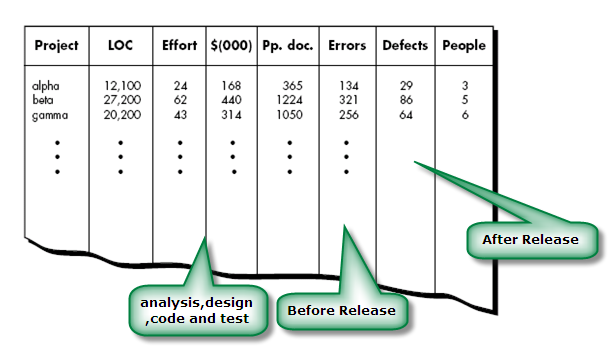 Project LOC Effort $(000) Pp. doc. Errors Defects People
alpha 12,100 24 168 365 134 29 3
beta 27,200 62 440 1224 321 86 5
gamma 20,200 43 314 1050 256 64 6
After Release
analysis,design
,code and test
Before Release